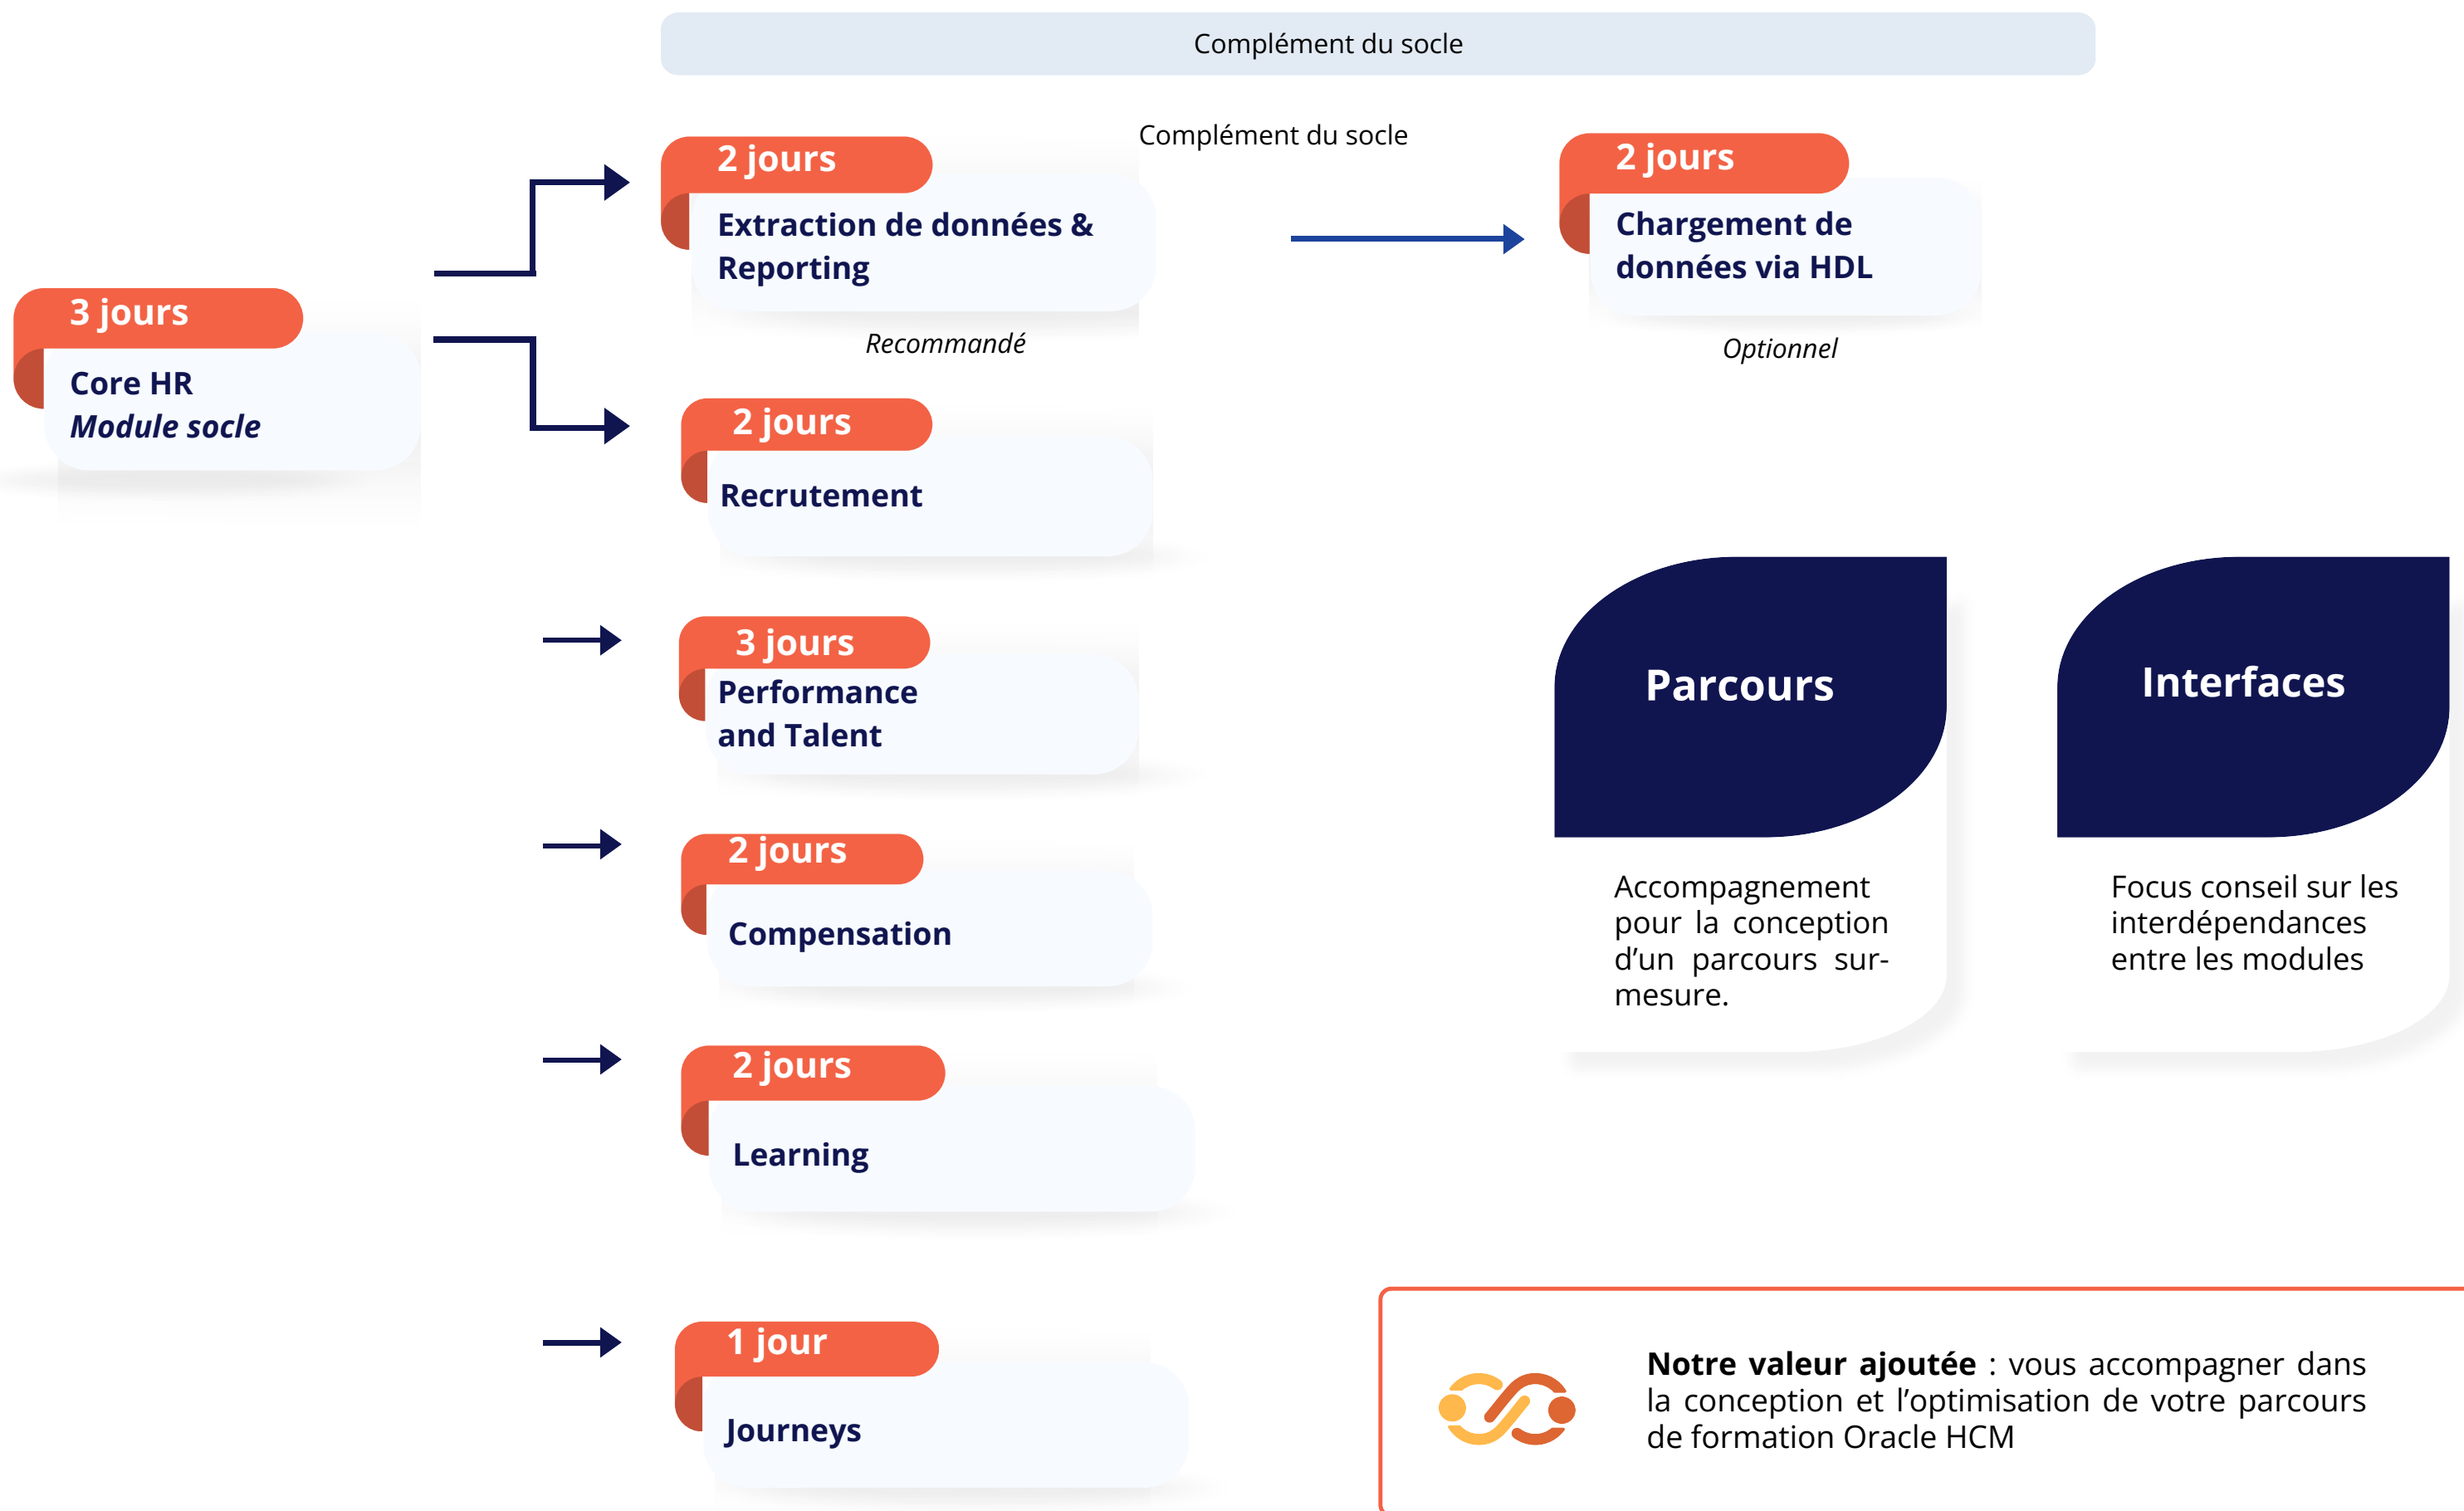 Complément du socle
Complément du socle
2 jours
Extraction de données &
Reporting
Recommandé
2 jours
Chargement de
données via HDL
Optionnel
3 jours
Core HR
Module socle
2 jours
Recrutement
3 jours
Performance
and Talent
2 jours
Compensation
2 jours
Learning
1 jour
Journeys
Parcours
Accompagnement
pour la conception
d’un parcours sur-
mesure.
Interfaces
Focus conseil sur les
interdépendances
entre les modules
Notre valeur ajoutée : vous accompagner dans
la conception et l’optimisation de votre parcours
de formation Oracle HCM